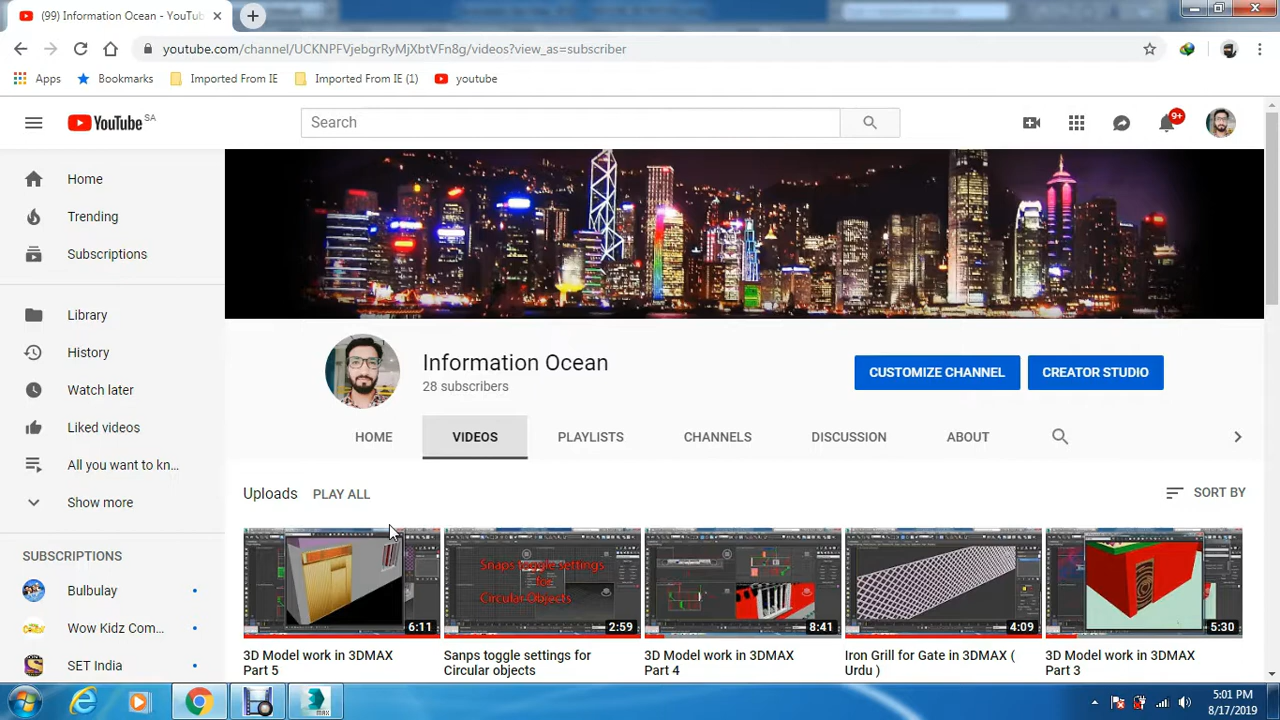 (99) Information Ocean - YouTub
youtube.com/channel/UCKNPFVjebgrRyMjXbtVFn8g/videos?view_as=subscriber
Apps Bookmarks Imported From IE Imported From IE (1) youtube
YouTube SA
Search
9+
Home
Trending
Subscriptions
Library
History
Watch later
Liked videos
All you want to kn...
Show more
SUBSCRIPTIONS
Bulbulay
Wow Kidz Com...
SET India
Information Ocean
28 subscribers
CUSTOMIZE CHANNEL
CREATOR STUDIO
HOME VIDEOS PLAYLISTS CHANNELS DISCUSSION ABOUT
Uploads PLAY ALL
SORT BY
6:11
Snaps toggle settings
for
Circular Objects
2:59
8:41
4:09
5:30
3D Model work in 3DMAX
Part 5
Sanps toggle settings for
Circular objects
3D Model work in 3DMAX
Part 4
Iron Grill for Gate in 3DMAX (
Urdu )
3D Model work in 3DMAX
Part 3
MAX
5:01 PM
8/17/2019